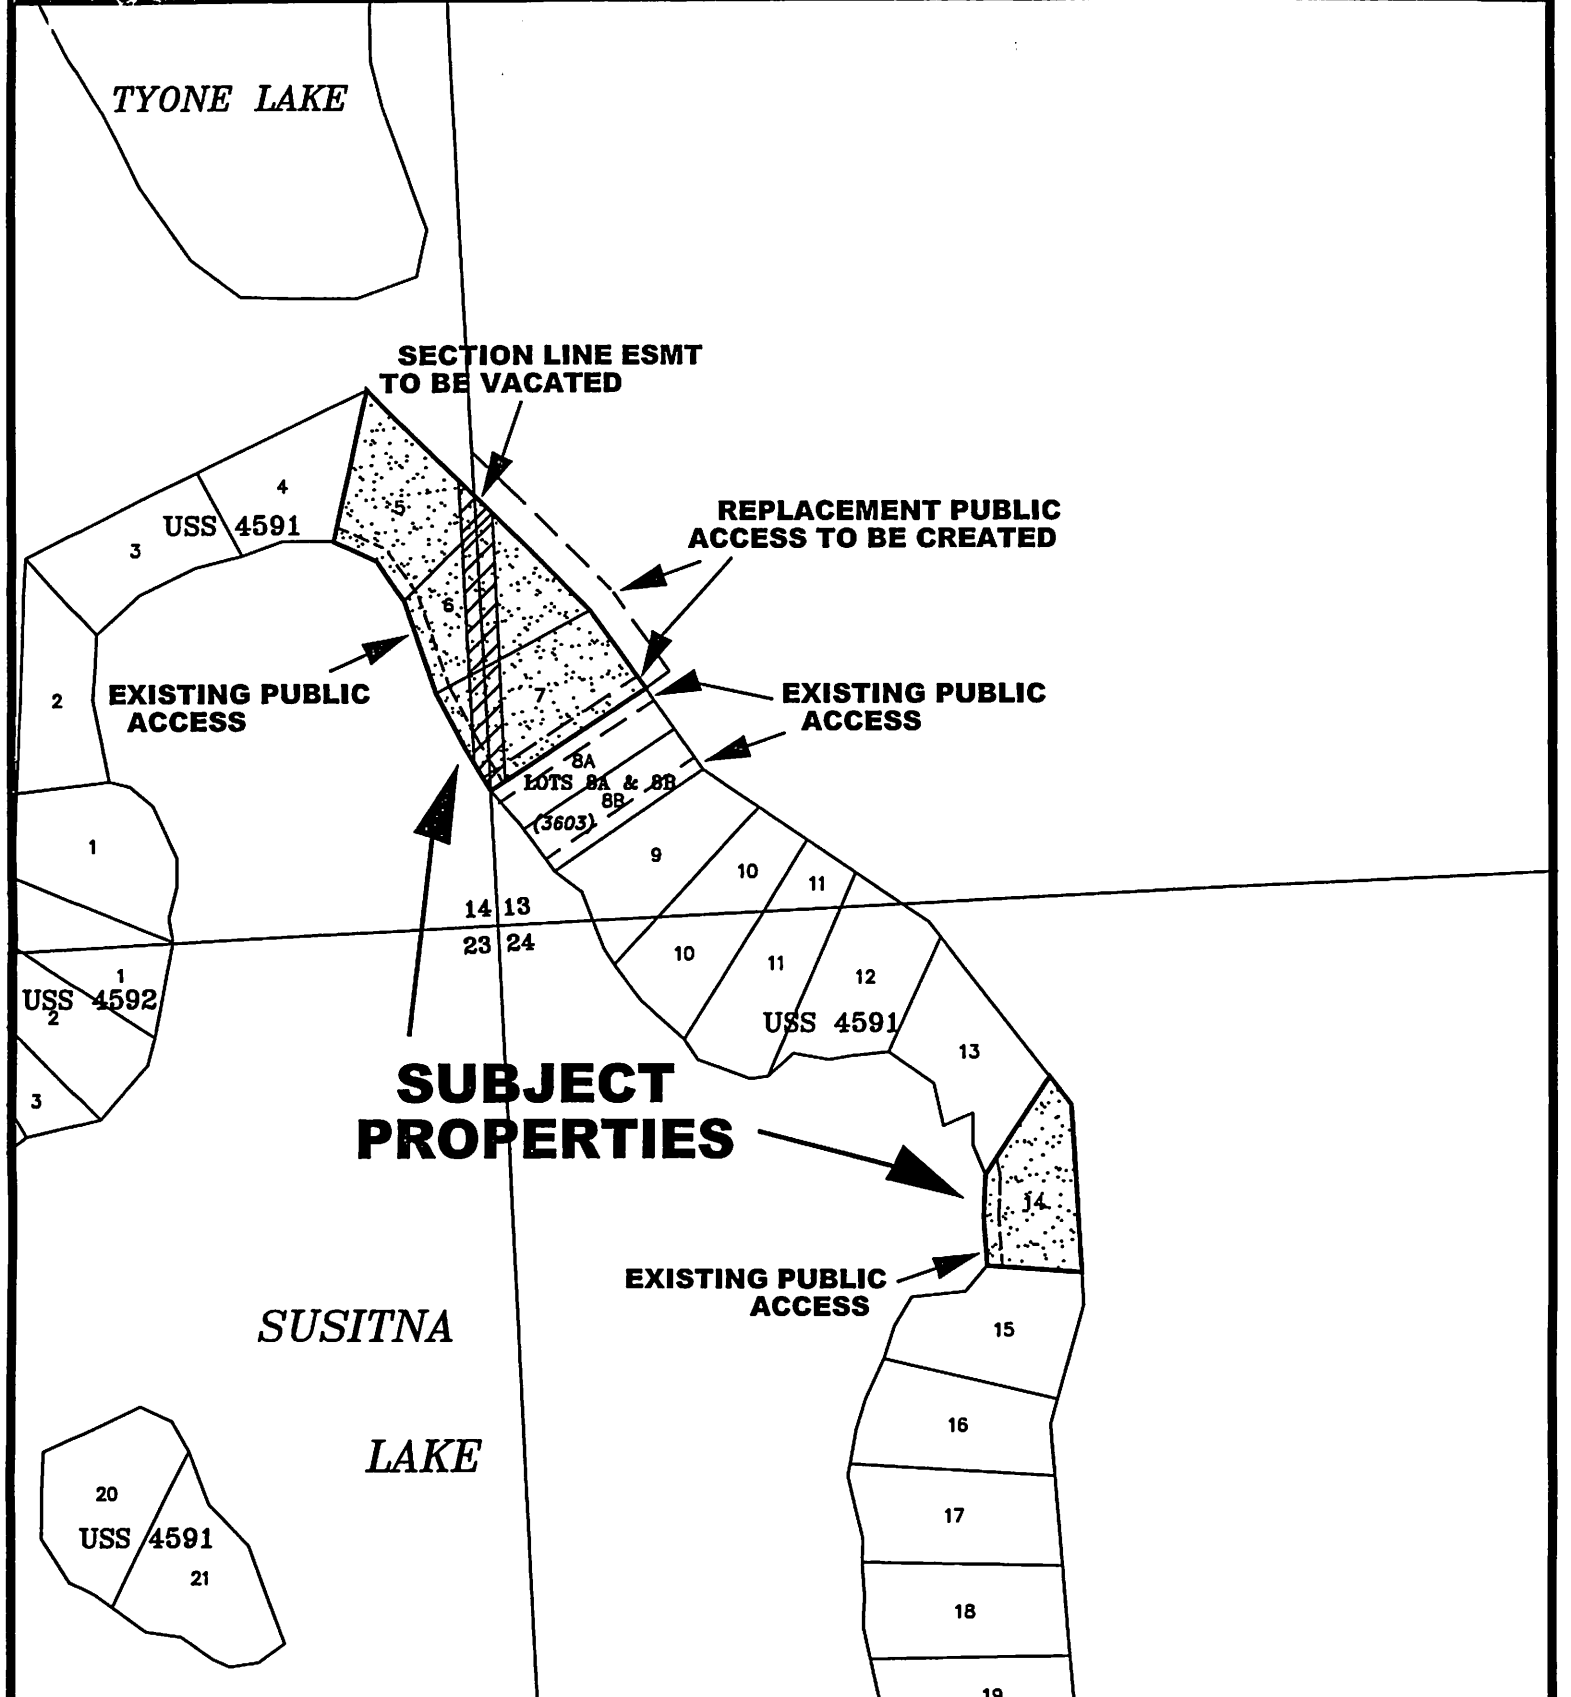 TYONE LAKE
SECTION LINE ESMT
TO BE VACATED
4
USS 4591
3
5
REPLACEMENT PUBLIC
ACCESS TO BE CREATED
6
2
EXISTING PUBLIC
ACCESS
7
EXISTING PUBLIC
ACCESS
8A
LOTS 8A & 8B
8B
(3603)
1
9
10
11
14 13
23 24
10
11
12
1
USS 4592
2
USS 4591
13
3
SUBJECT
PROPERTIES
14
EXISTING PUBLIC
ACCESS
SUSITNA
15
16
LAKE
20
17
USS 4591
21
18
19